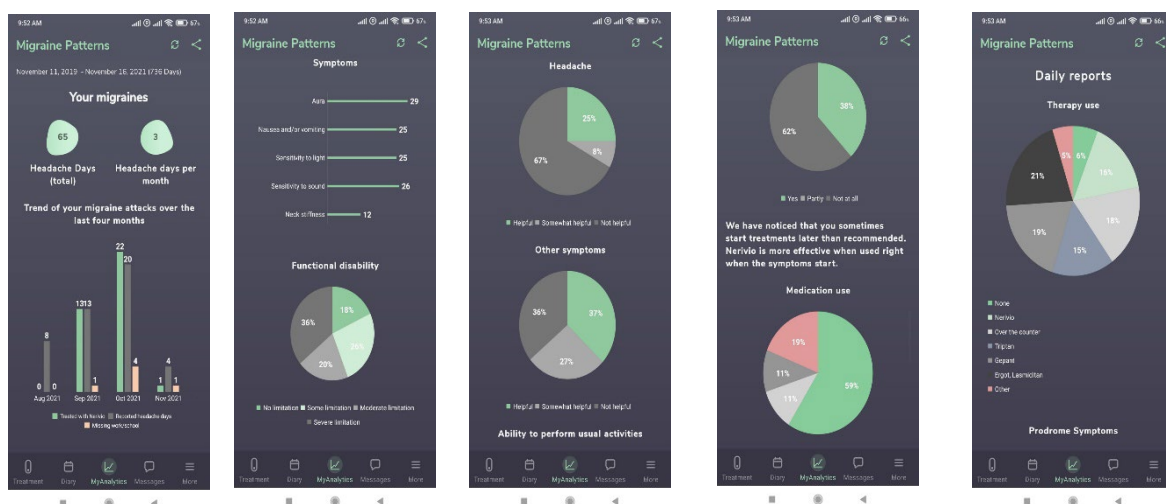 9:52 AM
67%
Migraine Patterns
November 11, 2019 - November 16, 2021 (736 Days)
Your migraines
65
3
Headache Days
(total)
Headache days per
month
Trend of your migraine attacks over the
last four months
22
20
13 13
8
4
4
0
0
1
1
1
Aug 2021
Sep 2021
Oct 2021
Nov 2021
Treated with Nerivio
Reported headache days
Missing work/school
Treatment
Diary
MyAnalytics
Messages
More
9:52 AM
67%
Migraine Patterns
Symptoms
Aura
29
Nausea and/or vomiting
25
Sensitivity to light
25
Sensitivity to sound
26
Neck stiffness
12
Functional disability
18%
36%
20%
No limitation
Some limitation
Moderate limitation
Severe limitation
Treatment
Diary
MyAnalytics
Messages
More
9:53 AM
67%
Migraine Patterns
Headache
25%
8%
67%
Helpful
Somewhat helpful
Not helpful
Other symptoms
36%
37%
27%
Helpful
Somewhat helpful
Not helpful
Ability to perform usual activities
Treatment
Diary
MyAnalytics
Messages
More
9:53 AM
66%
Migraine Patterns
38%
62%
Yes
Partly
Not at all
We have noticed that you sometimes
start treatments later than recommended.
Nerivio is more effective when used right
when the symptoms start.
Medication use
19%
11%
11%
59%
Treatment
Diary
MyAnalytics
Messages
More
9:53 AM
66%
Migraine Patterns
Daily reports
Therapy use
6%
21%
18%
19%
15%
None
Nerivio
Over the counter
Triptan
Gepant
Ergot, Lasmiditan
Other
Prodrome Symptoms
Treatment
Diary
MyAnalytics
Messages
More